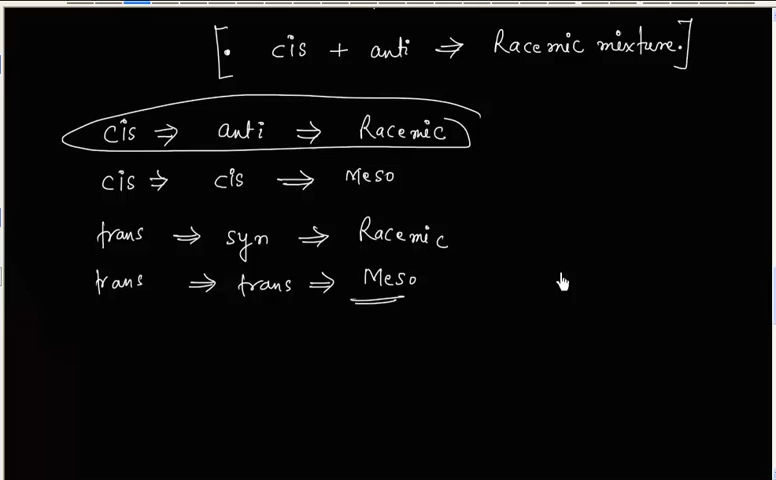 [. cis + anti ⇒ Racemic mixture.]
cis ⇒ anti ⇒ Racemic
cis ⇒ cis ⇒ Meso
trans ⇒ syn ⇒ Racemic
trans ⇒ trans ⇒ Meso